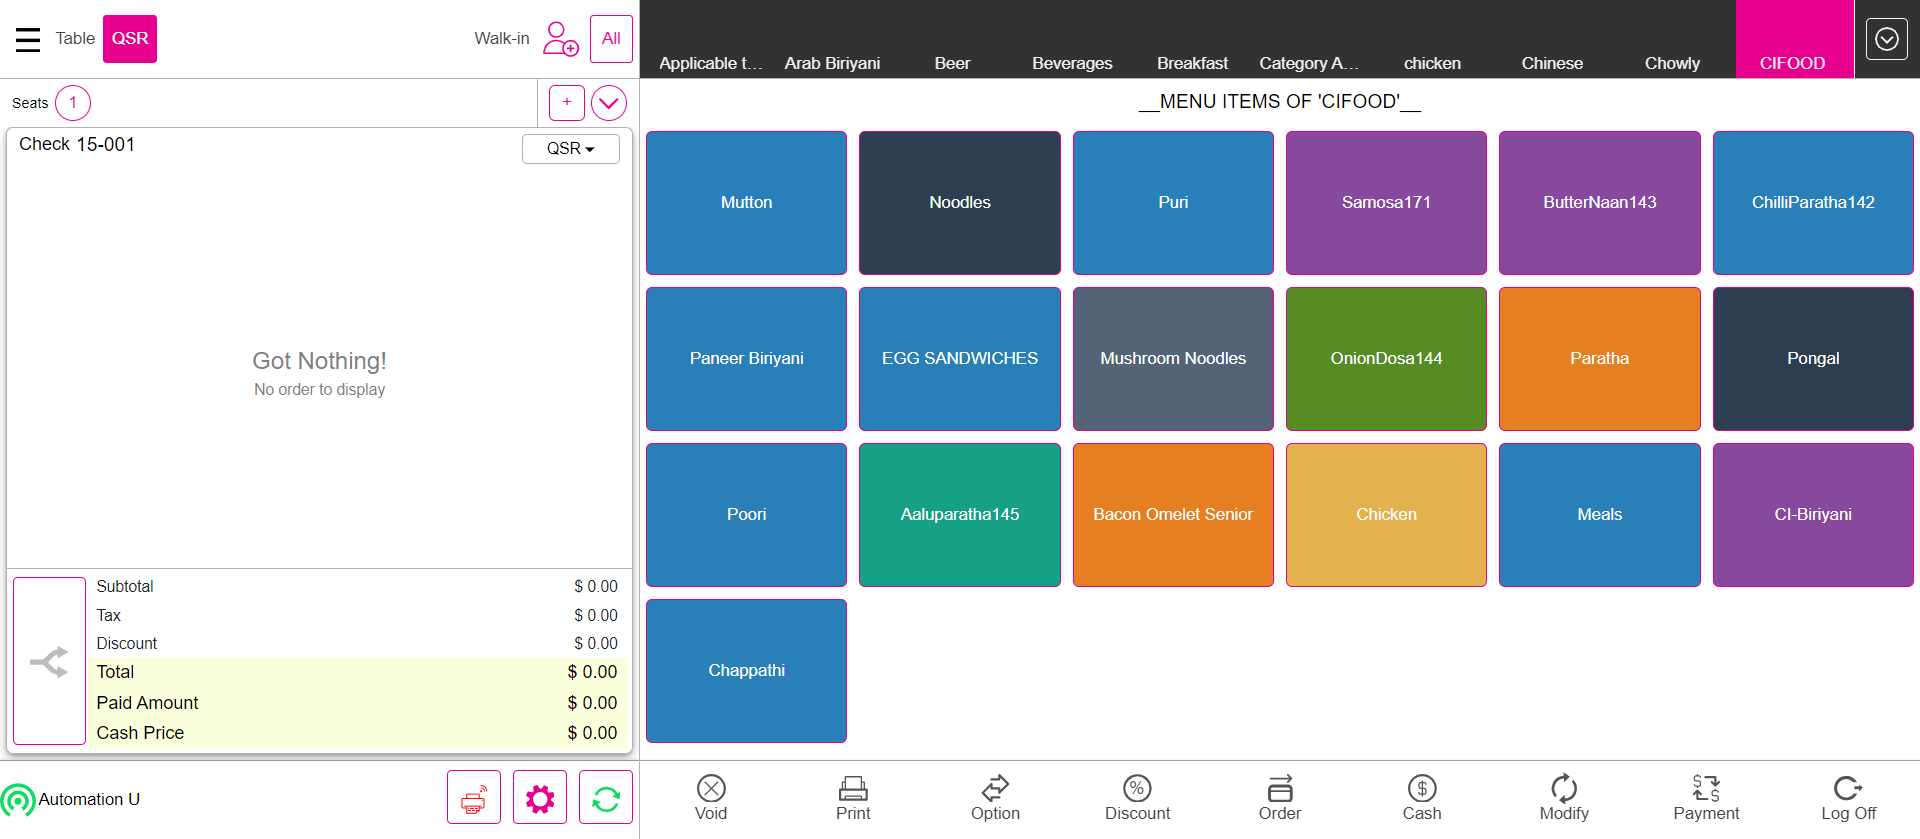 Table
QSR
Walk-in
All
Seats
1
+
Check 15-001
QSR
Got Nothing!
No order to display
Subtotal $ 0.00
Tax $ 0.00
Discount $ 0.00
Total $ 0.00
Paid Amount $ 0.00
Cash Price $ 0.00
Automation U
Applicable t...
Arab Biriyani
Beer
Beverages
Breakfast
Category A...
chicken
Chinese
Chowly
CIFOOD
__MENU ITEMS OF 'CIFOOD'__
Mutton
Noodles
Puri
Samosa171
ButterNaan143
ChilliParatha142
Paneer Biriyani
EGG SANDWICHES
Mushroom Noodles
OnionDosa144
Paratha
Pongal
Poori
Aaluparatha145
Bacon Omelet Senior
Chicken
Meals
CI-Biriyani
Chappathi
Void
Print
Option
Discount
Order
Cash
Modify
Payment
Log Off